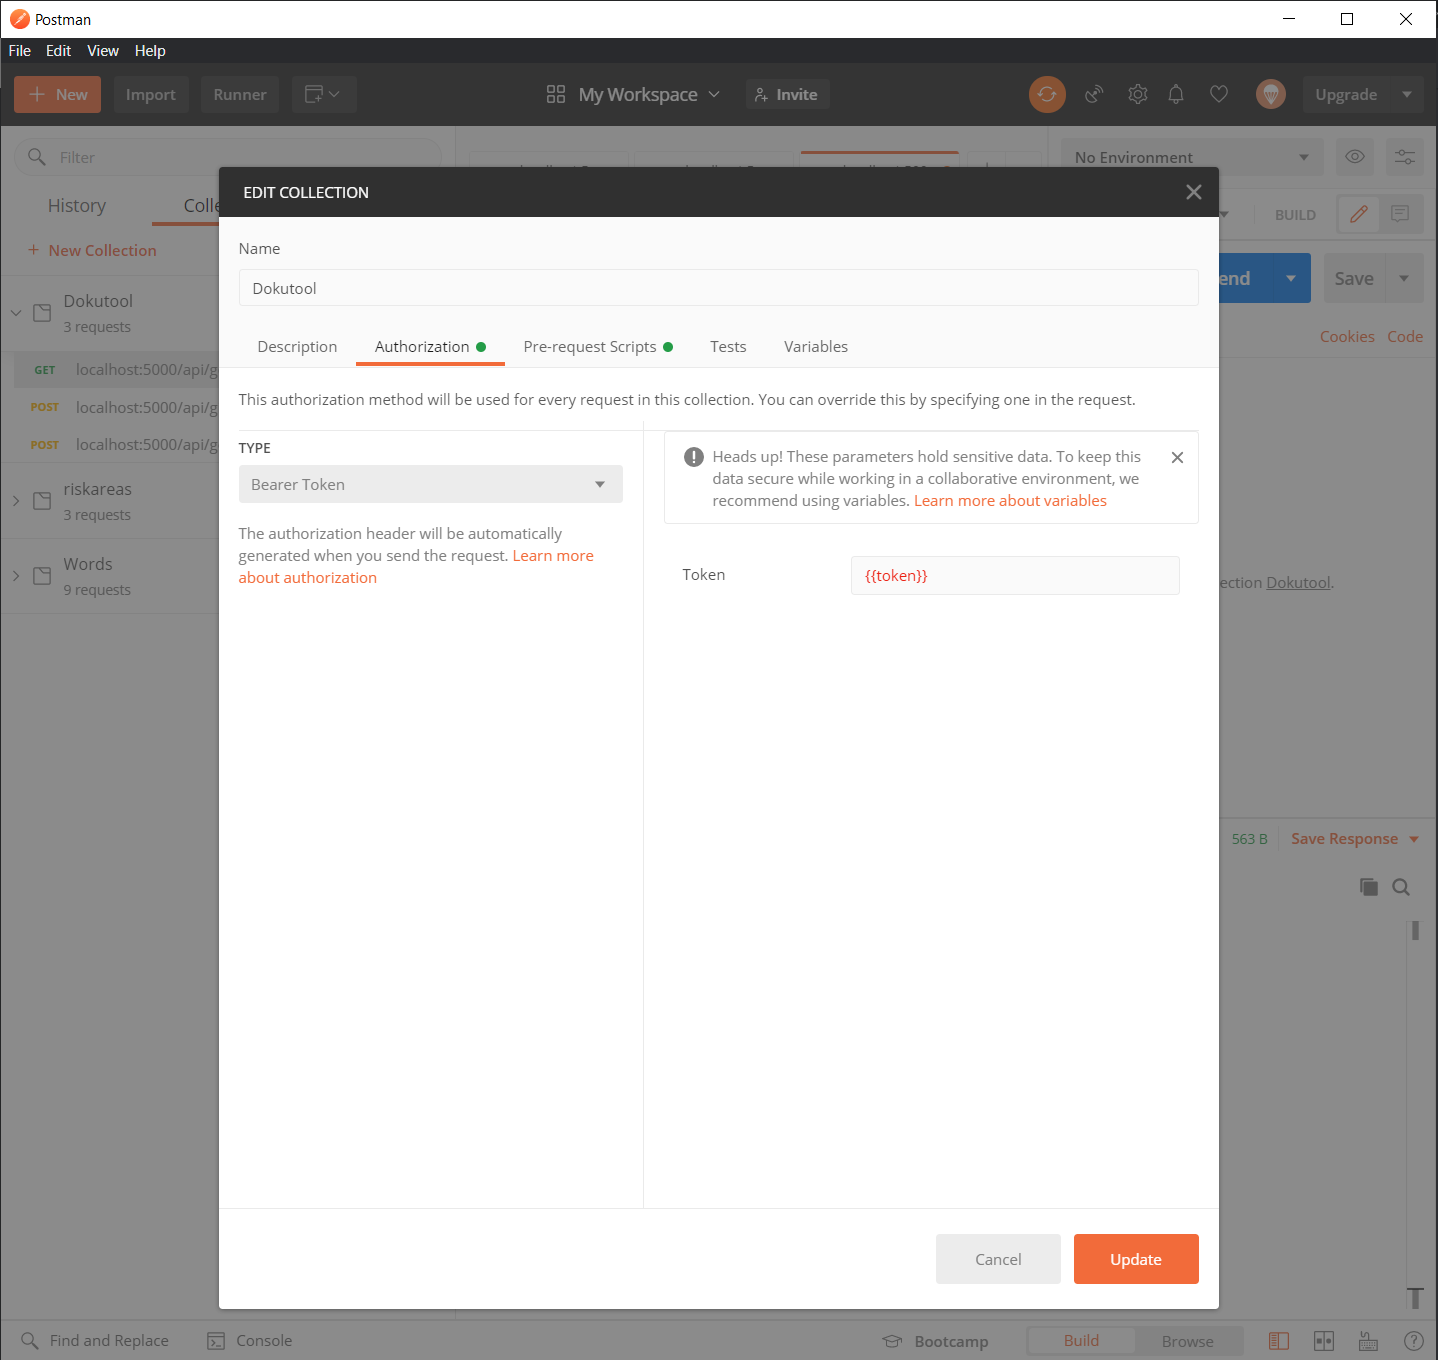 Postman
File Edit View Help
New Import Runner My Workspace Invite Upgrade
Filter
No Environment
History
BUILD
New Collection
Save
Cookies Code
Dokutool
3 requests
GET localhost:5000/api/g
POST localhost:5000/api/g
POST localhost:5000/api/g
riskareas
3 requests
Words
9 requests
EDIT COLLECTION
Name
Dokutool
Description Authorization Pre-request Scripts Tests Variables
This authorization method will be used for every request in this collection. You can override this by specifying one in the request.
TYPE
Bearer Token
The authorization header will be automatically
generated when you send the request. Learn more
about authorization
Heads up! These parameters hold sensitive data. To keep this
data secure while working in a collaborative environment, we
recommend using variables. Learn more about variables
Token
{{token}}
Cancel Update
ection Dokutool.
563 B Save Response
Find and Replace Console Bootcamp Build Browse